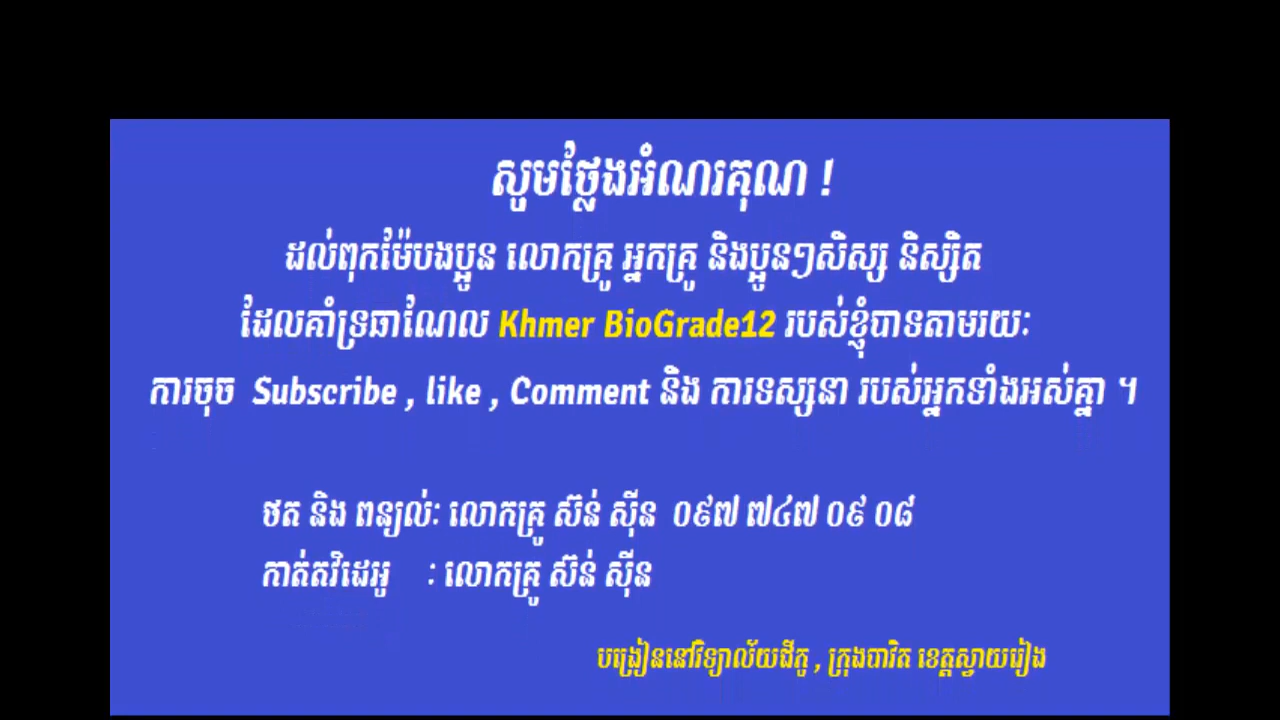 សូមថ្លែងអំណរគុណ !
ដល់ពុកម៉ែបងប្អូន លោកគ្រូ អ្នកគ្រូ និងប្អូនៗសិស្ស និស្សិត
ដែលគាំទ្រឆាណែល Khmer BioGrade12 របស់ខ្ញុំបាទតាមរយៈ
ការចុច Subscribe , like , Comment និង ការទស្សនា របស់អ្នកទាំងអស់គ្នា ។
ថត និង ពន្យល់: លោកគ្រូ ស៊ន់ ស៊ីន ០៩៧ ៧៤៧ ០៩ ០៨
កាត់តវិដេអូ : លោកគ្រូ ស៊ន់ ស៊ីន
បង្រៀននៅវិទ្យាល័យជីភូ , ក្រុងបាវិត ខេត្តស្វាយរៀង